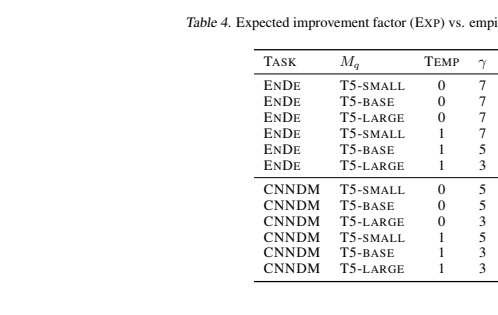 Table 4. Expected improvement factor (EXP) vs.
TASK M_q TEMP γ
ENDE T5-SMALL 0 7
ENDE T5-BASE 0 7
ENDE T5-LARGE 0 7
ENDE T5-SMALL 1 7
ENDE T5-BASE 1 5
ENDE T5-LARGE 1 3
CNNDM T5-SMALL 0 5
CNNDM T5-BASE 0 5
CNNDM T5-LARGE 0 3
CNNDM T5-SMALL 1 5
CNNDM T5-BASE 1 3
CNNDM T5-LARGE 1 3